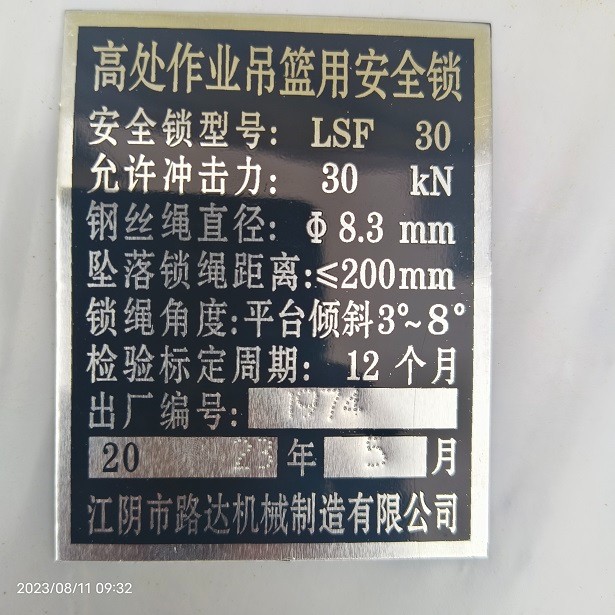 高处作业吊篮用安全锁
安全锁型号: LSF 30
允许冲击力: 30 kN
钢丝绳直径: Φ8.3 mm
坠落锁绳距离:≤200mm
锁绳角度:平台倾斜3°~8°
检验标定周期: 12 个月
出厂编号: 1974
20 23 年 5 月
江阴市路达机械制造有限公司
2023/08/11 09:32